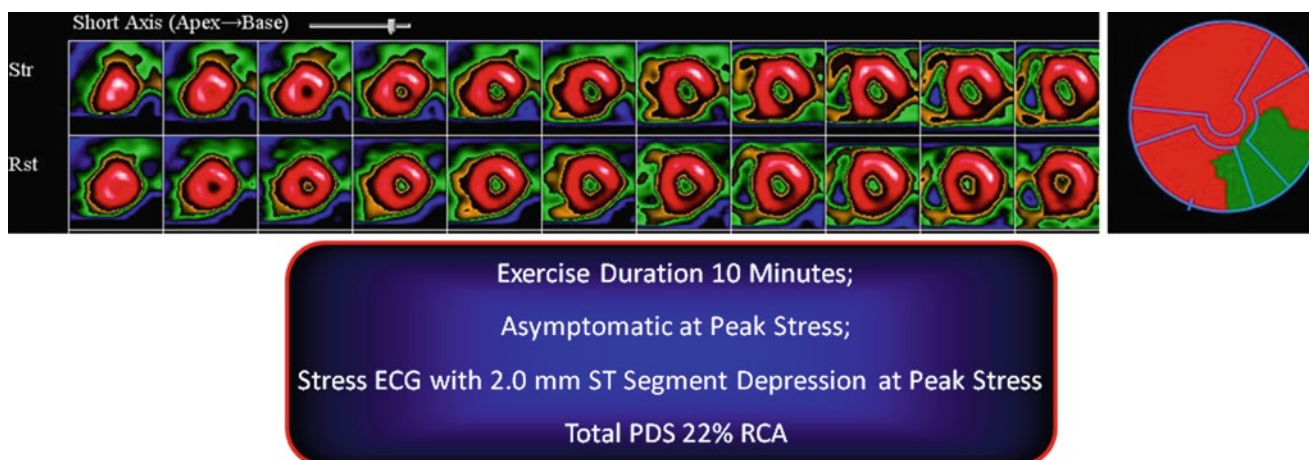 Short Axis (Apex→Base)
Str
Rst
Exercise Duration 10 Minutes;
Asymptomatic at Peak Stress;
Stress ECG with 2.0 mm ST Segment Depression at Peak Stress
Total PDS 22% RCA